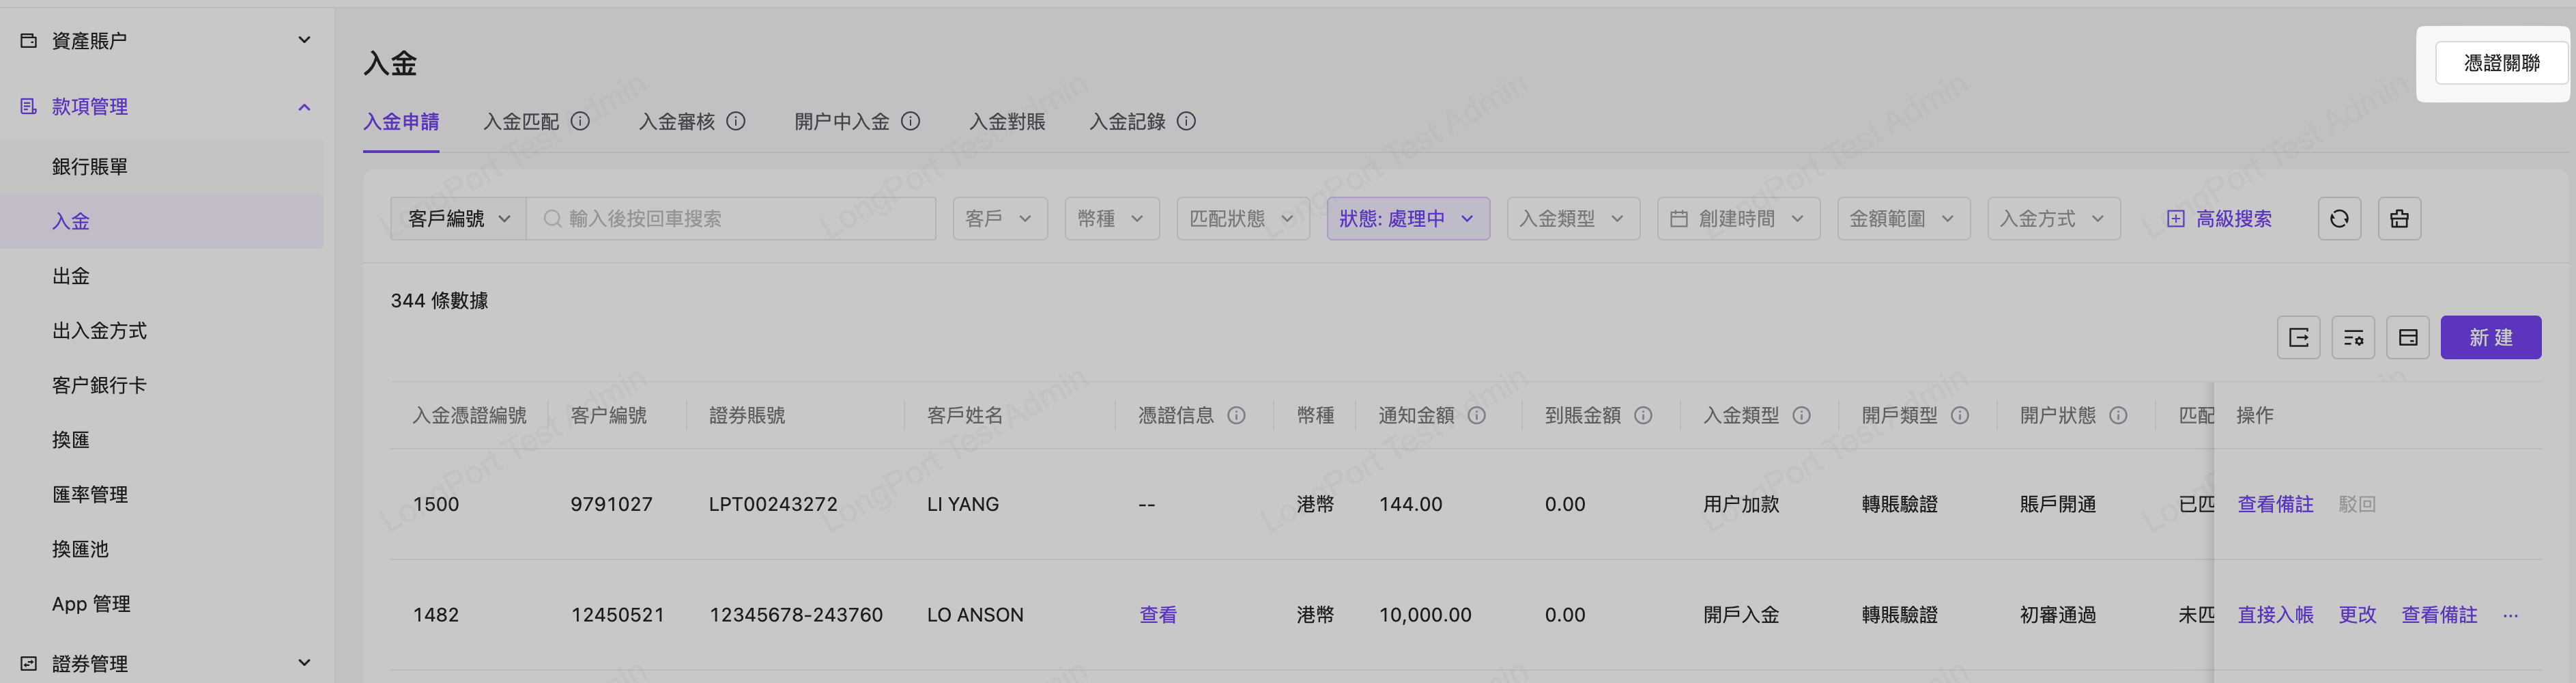 資產賬户
款項管理
銀行賬單
入金
出金
出入金方式
客户銀行卡
換匯
匯率管理
換匯池
App 管理
證券管理
入金
憑證關聯
入金申請 入金匹配 入金審核 開户中入金 入金對賬 入金記錄
客戶編號 輸入後按回車搜索 客戶 幣種 匹配狀態 狀態: 處理中 入金類型 創建時間 金額範圍 入金方式 高級搜索
344 條數據
新 建
入金憑證編號 客户編號 證券賬號 客戶姓名 憑證信息 幣種 通知金額 到賬金額 入金類型 開戶類型 開户狀態 匹配 操作
1500 9791027 LPT00243272 LI YANG -- 港幣 144.00 0.00 用户加款 轉賬驗證 賬戶開通 已匹 查看備註 駁回
1482 12450521 12345678-243760 LO ANSON 查看 港幣 10,000.00 0.00 開戶入金 轉賬驗證 初審通過 未匹 直接入帳 更改 查看備註 ···
LongPort Test Admin